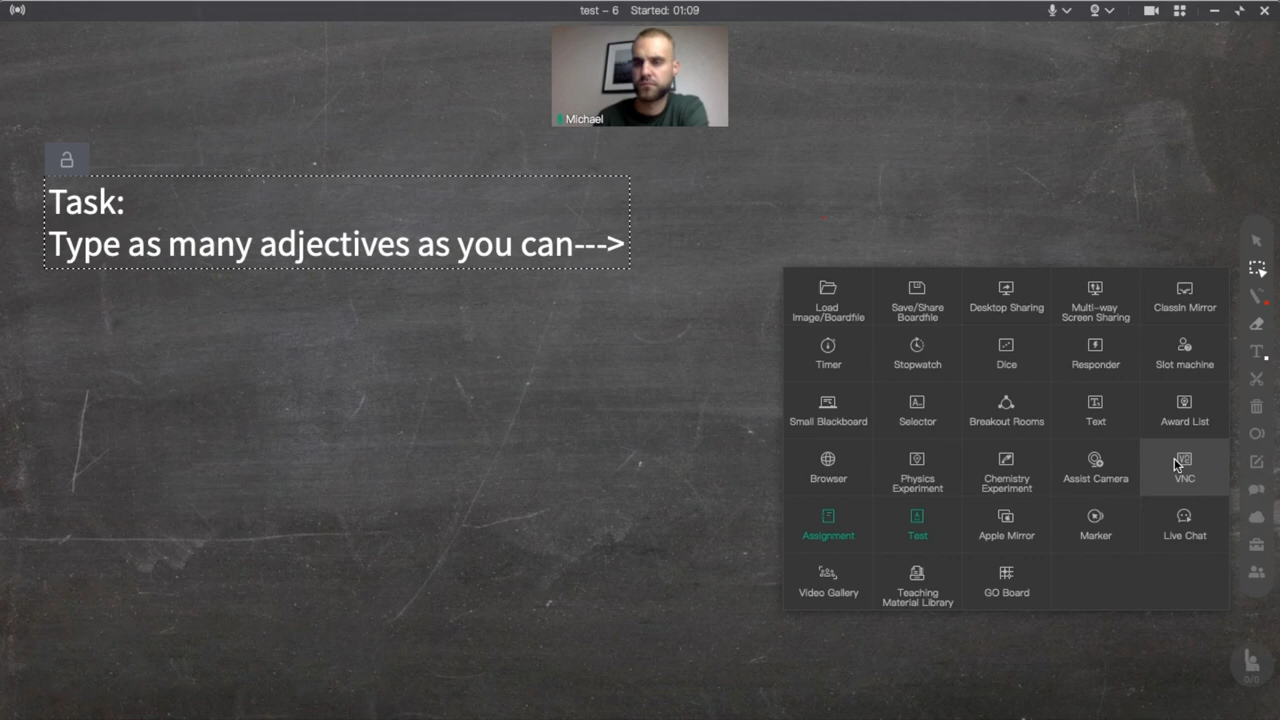 test – 6 Started: 01:09
Michael
Task:
Type as many adjectives as you can--->
Load Image/Boardfile
Save/Share Boardfile
Desktop Sharing
Multi-way Screen Sharing
ClassIn Mirror
Timer
Stopwatch
Dice
Responder
Slot machine
Small Blackboard
Selector
Breakout Rooms
Text
Award List
Browser
Physics Experiment
Chemistry Experiment
Assist Camera
VNC
Assignment
Test
Apple Mirror
Marker
Live Chat
Video Gallery
Teaching Material Library
GO Board
0/0